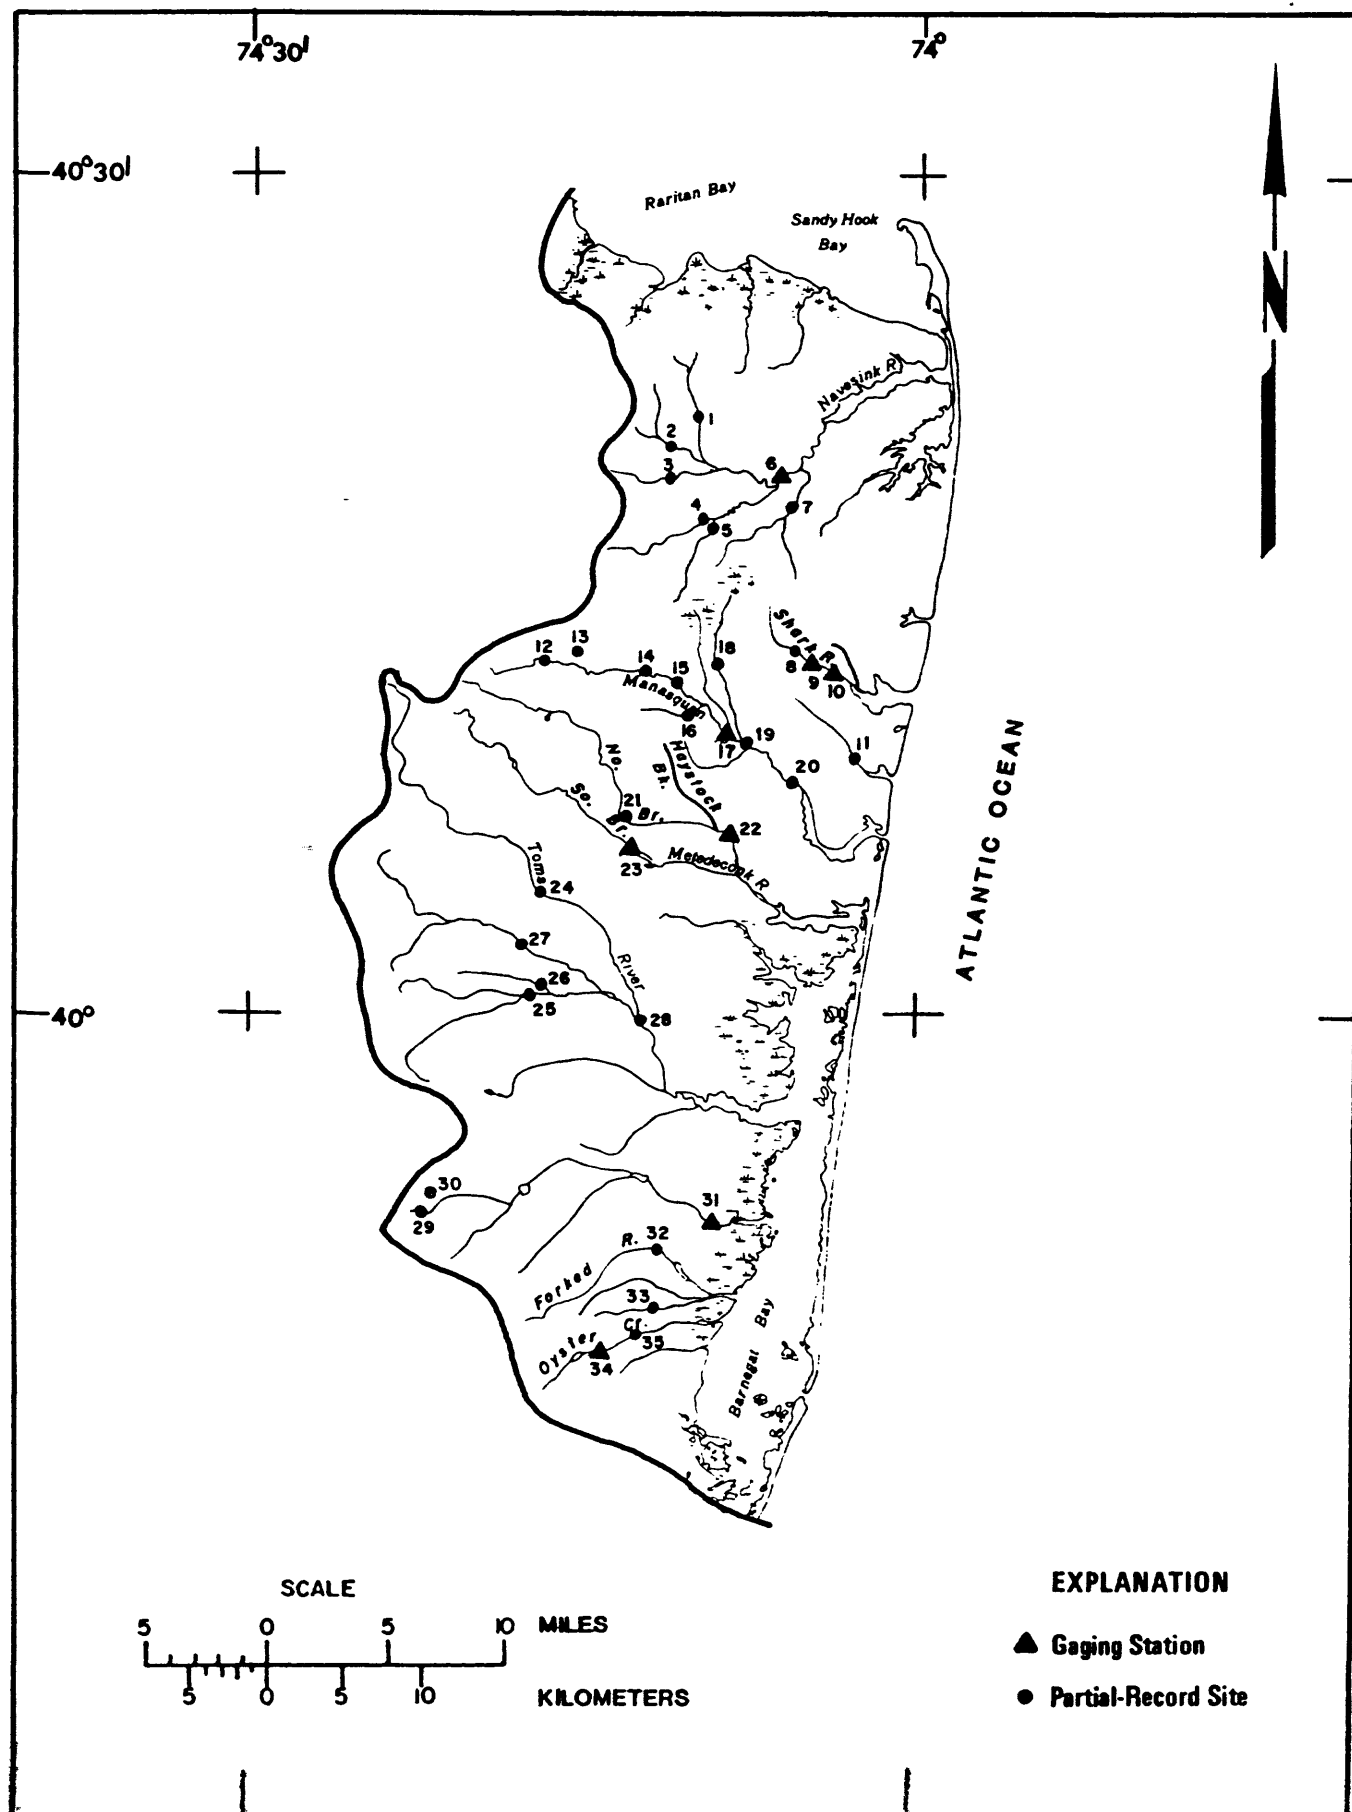 74°30'
74°
40°30'
Raritan Bay
Sandy Hook
Bay
Navesink R
1
2
3
6
4
5
7
Shark R.
12
13
14
15
18
8
9
10
Manasquan
16
17
19
11
20
No.
Haystack
Bk.
So.
21
Br.
Br.
22
23
Metedeconk R
Toms
24
27
River
26
25
40°
28
ATLANTIC OCEAN
30
29
31
R.
32
Forked
33
Cr.
35
Oyster
34
Barnegat Bay
N
SCALE
5 0 5 10 MILES
5 0 5 10 KILOMETERS
EXPLANATION
Gaging Station
Partial-Record Site